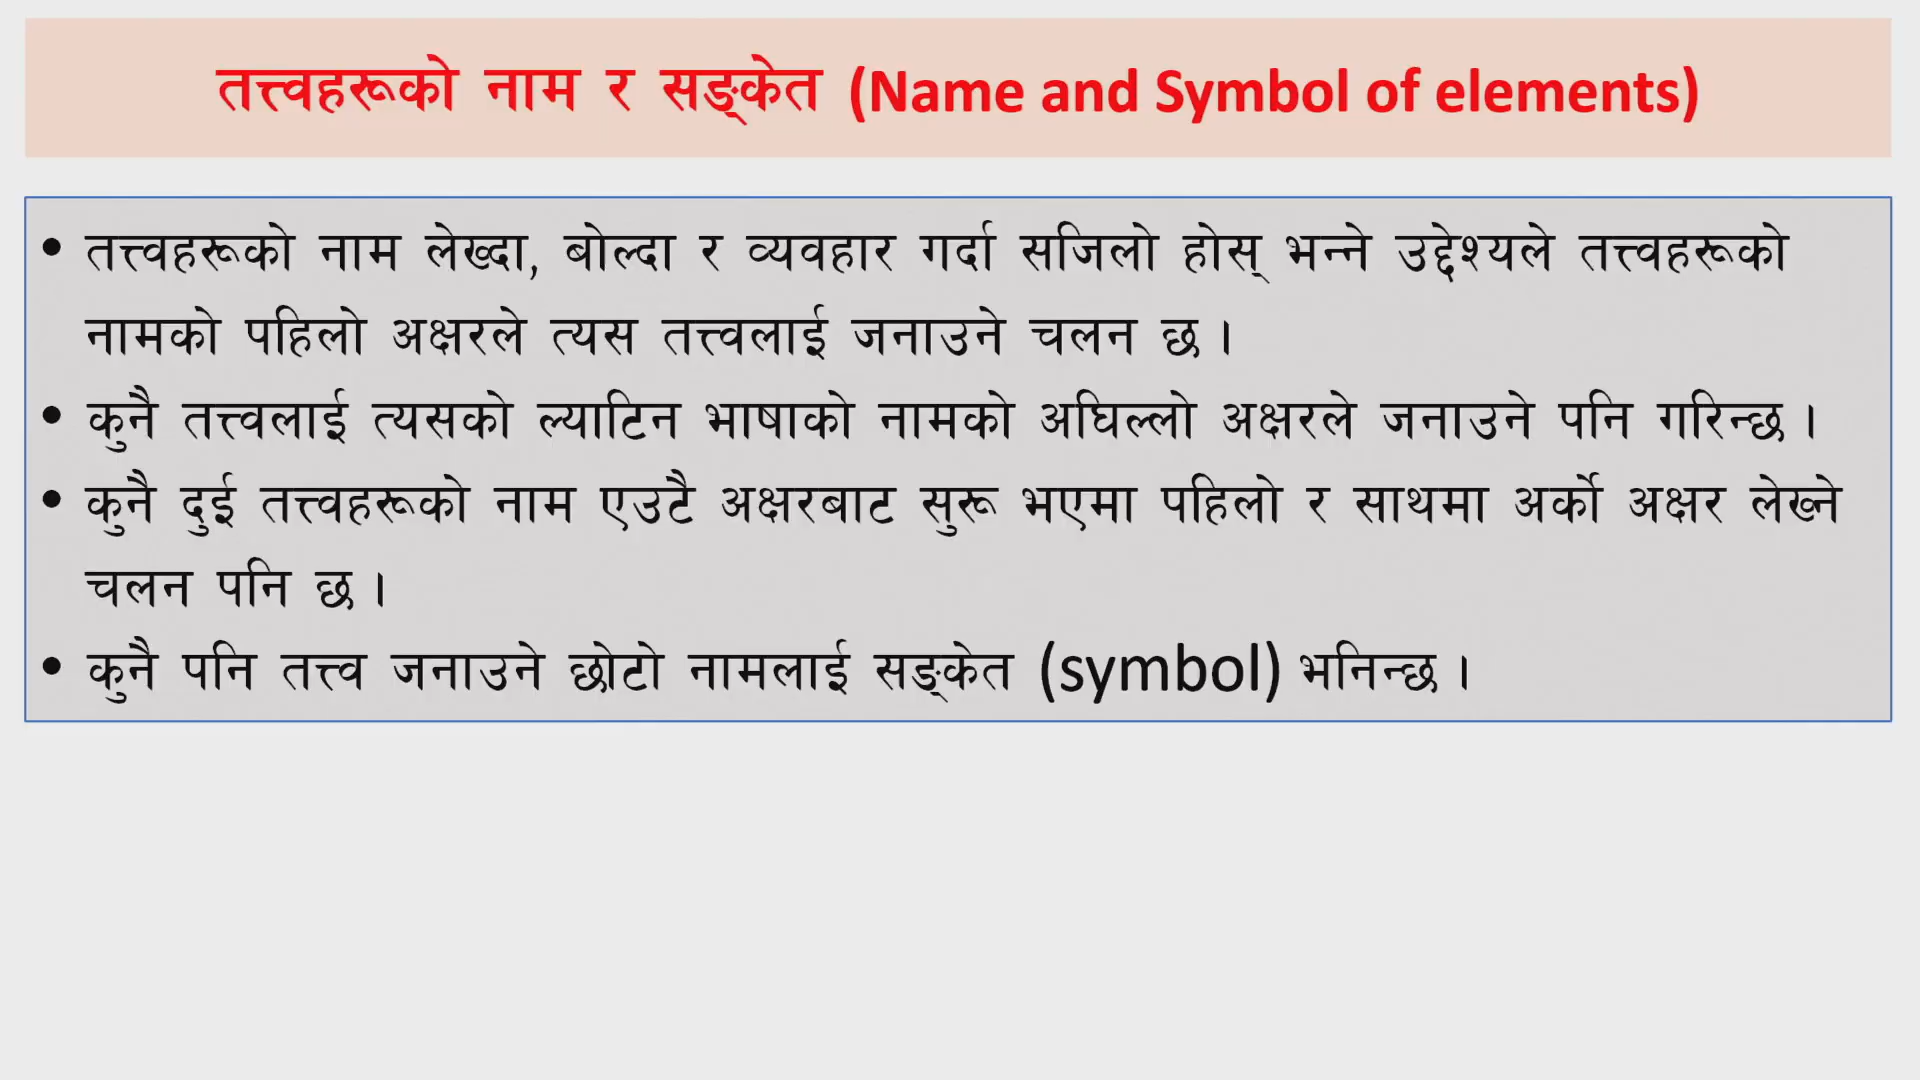 तत्त्वहरूको नाम र सङ्केत (Name and Symbol of elements)
• तत्त्वहरूको नाम लेख्दा, बोल्दा र व्यवहार गर्दा सजिलो होस् भन्ने उद्देश्यले तत्त्वहरूको
नामको पहिलो अक्षरले त्यस तत्त्वलाई जनाउने चलन छ ।
• कुनै तत्त्वलाई त्यसको ल्याटिन भाषाको नामको अघिल्लो अक्षरले जनाउने पनि गरिन्छ ।
• कुनै दुई तत्त्वहरूको नाम एउटै अक्षरबाट सुरू भएमा पहिलो र साथमा अर्को अक्षर लेख्ने
चलन पनि छ ।
• कुनै पनि तत्त्व जनाउने छोटो नामलाई सङ्केत (symbol) भनिन्छ ।